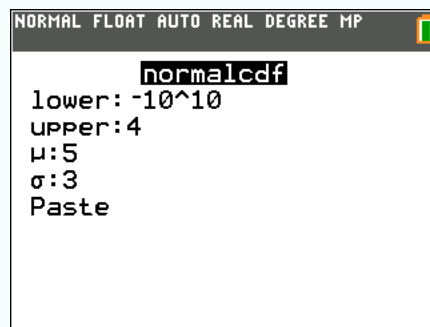 NORMAL FLOAT AUTO REAL DEGREE MP
normalcdf
lower:-10^10
upper:4
μ:5
σ:3
Paste